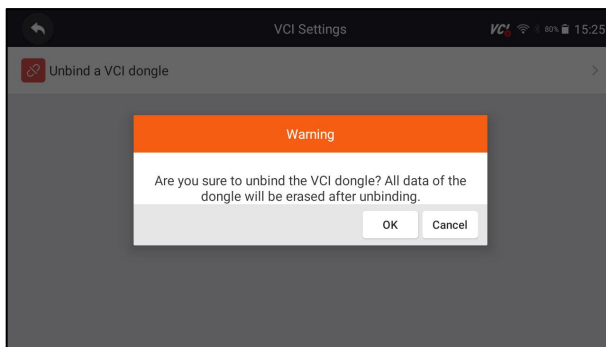 VCI Settings
VCI 80% 15:25
Unbind a VCI dongle
Warning
Are you sure to unbind the VCI dongle? All data of the
dongle will be erased after unbinding.
OK Cancel